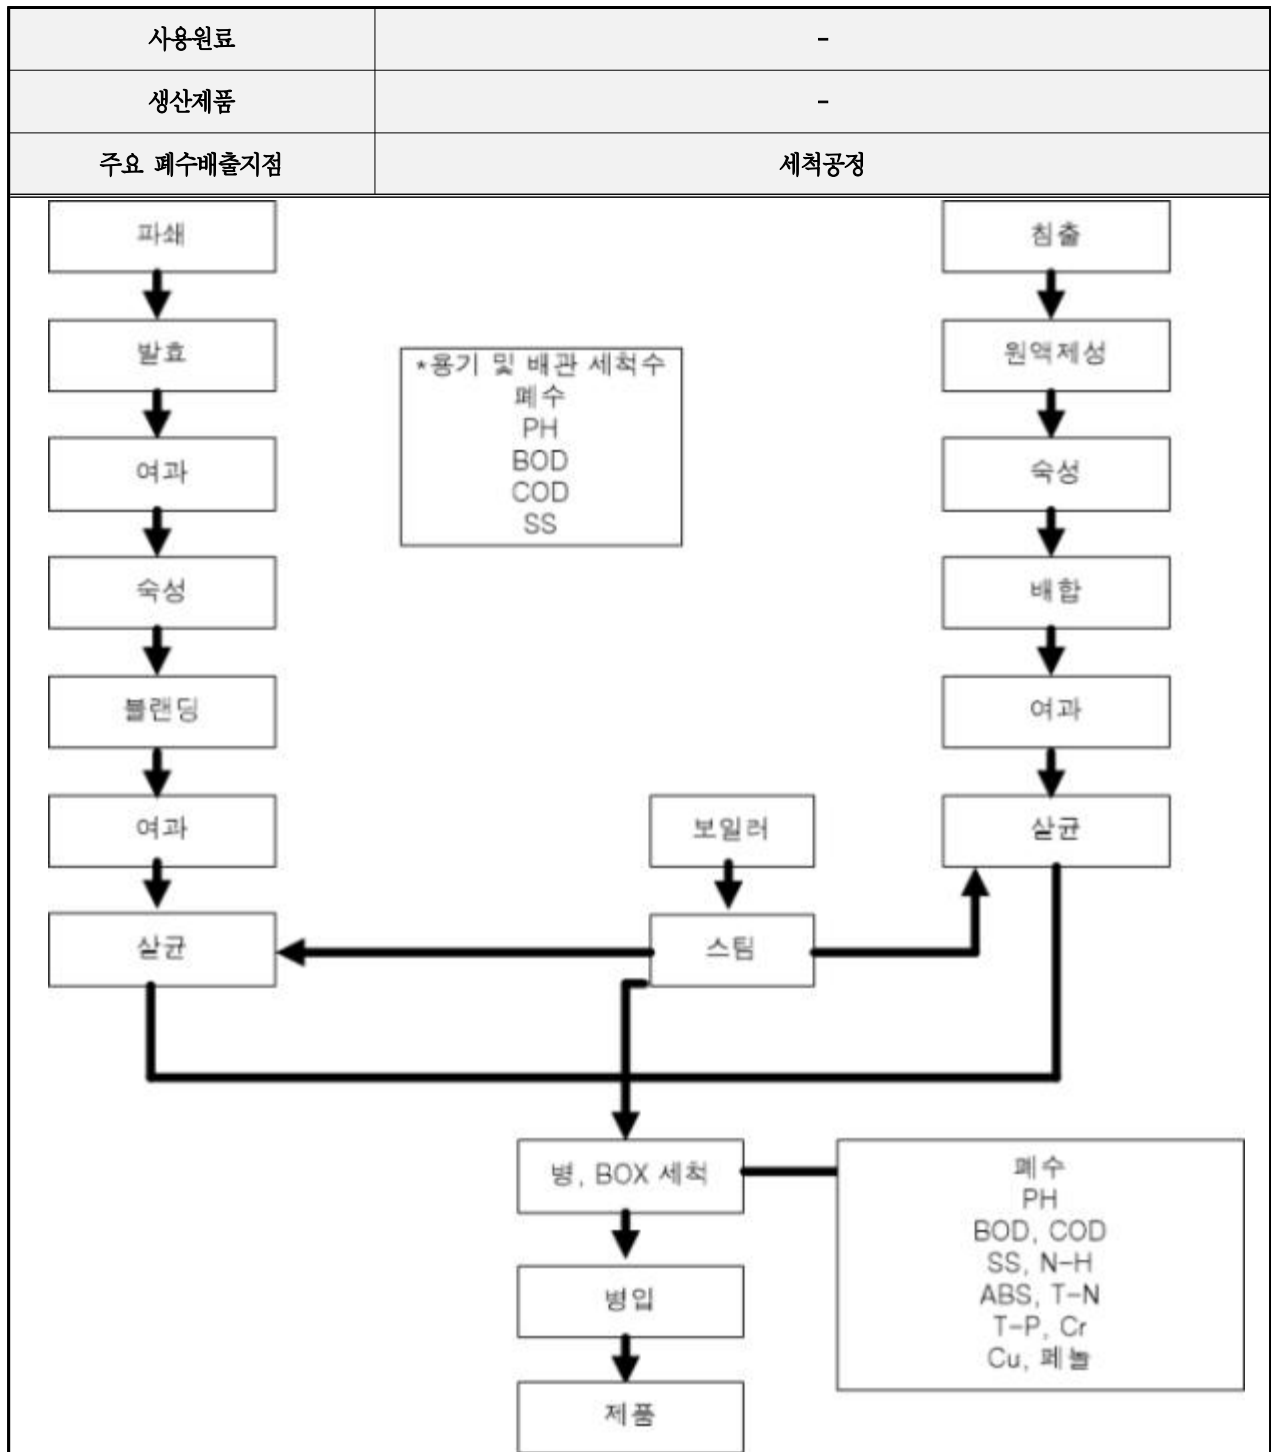 사용원료
-
생산제품
-
주요 폐수배출지점
세척공정
파쇄
발효
여과
숙성
블랜딩
여과
살균
*용기 및 배관 세척수
폐수
PH
BOD
COD
SS
보일러
스팀
침출
원액제성
숙성
배합
여과
살균
병, BOX 세척
병입
제품
폐수
PH
BOD, COD
SS, N-H
ABS, T-N
T-P, Cr
Cu, 페놀